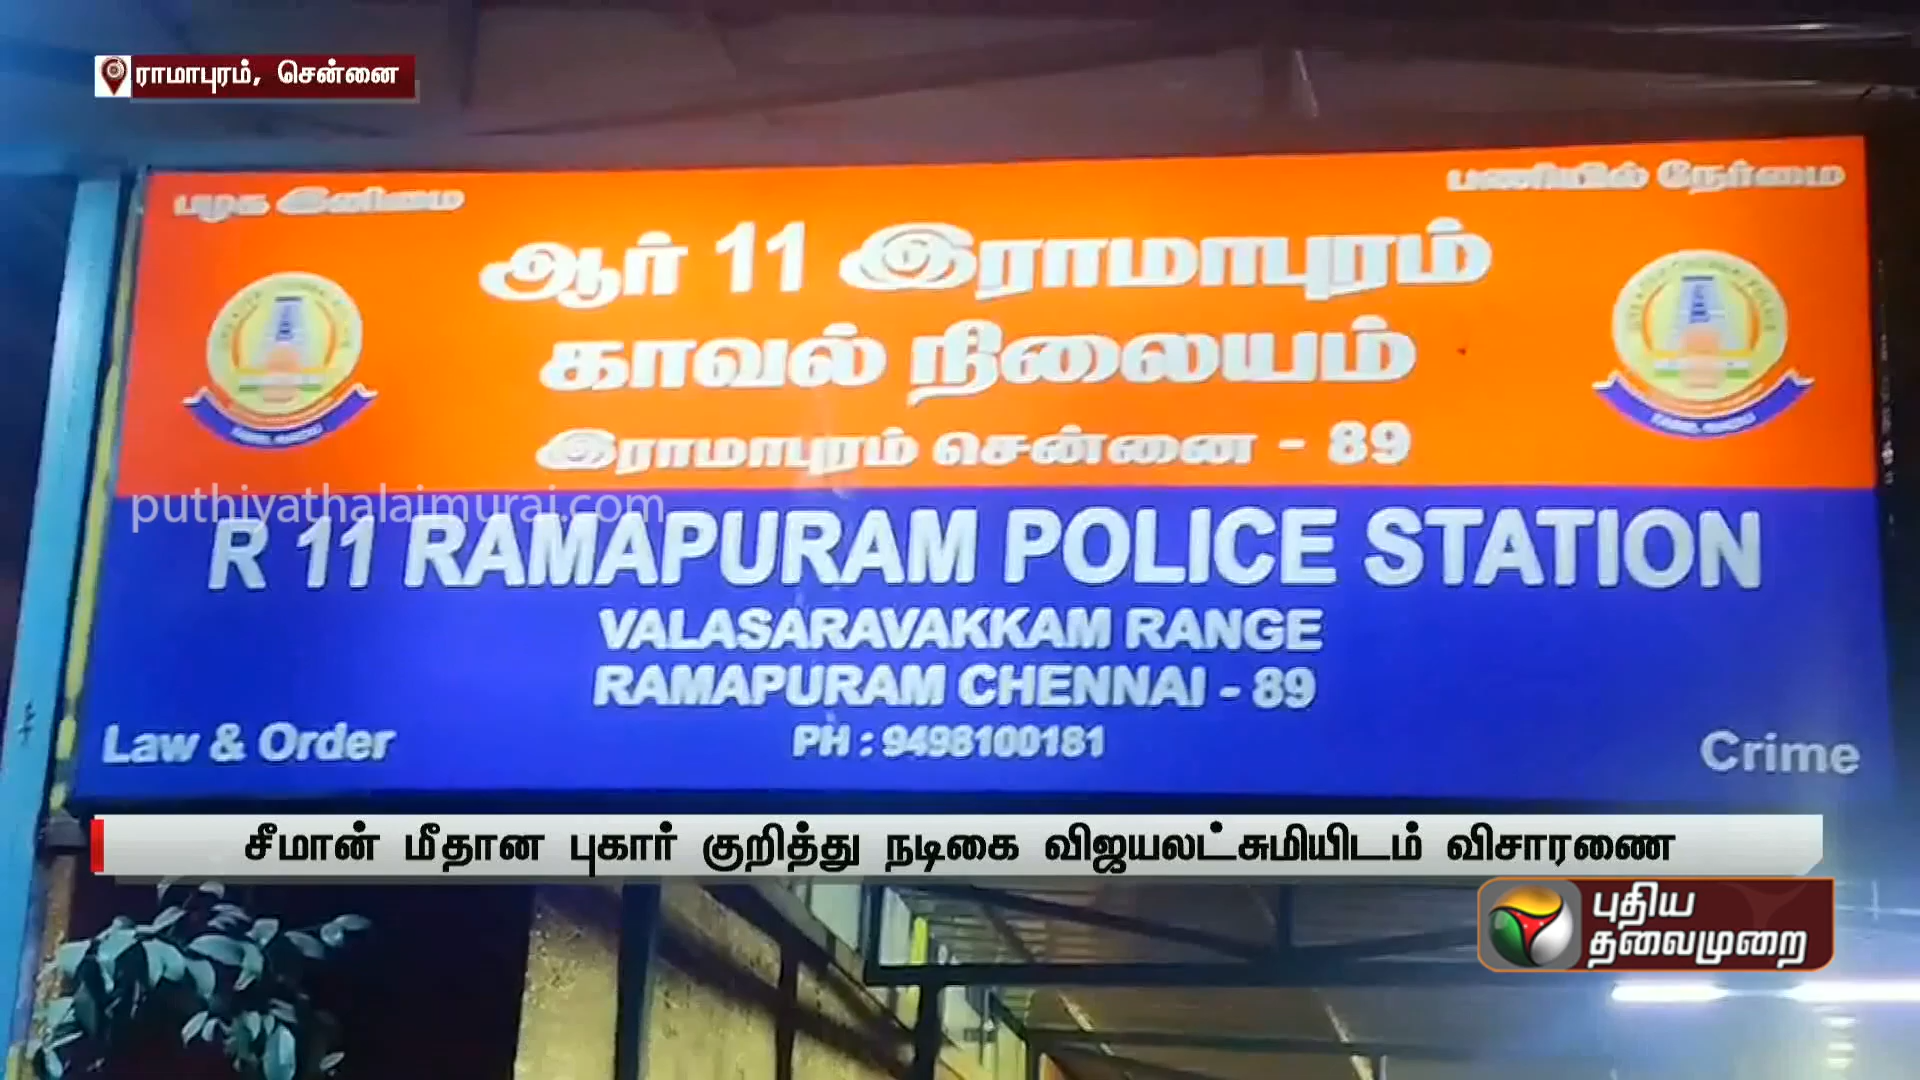 ராமாபுரம், சென்னை
பழக இனிமை
பணியில் நேர்மை
ஆர் 11 இராமாபுரம்
காவல் நிலையம்
இராமாபுரம் சென்னை - 89
puthiyathalaimurai.com
R 11 RAMAPURAM POLICE STATION
VALASARAVAKKAM RANGE
RAMAPURAM CHENNAI - 89
PH : 9498100181
Law & Order
Crime
சீமான் மீதான புகார் குறித்து நடிகை விஜயலட்சுமியிடம் விசாரணை
புதிய
தலைமுறை